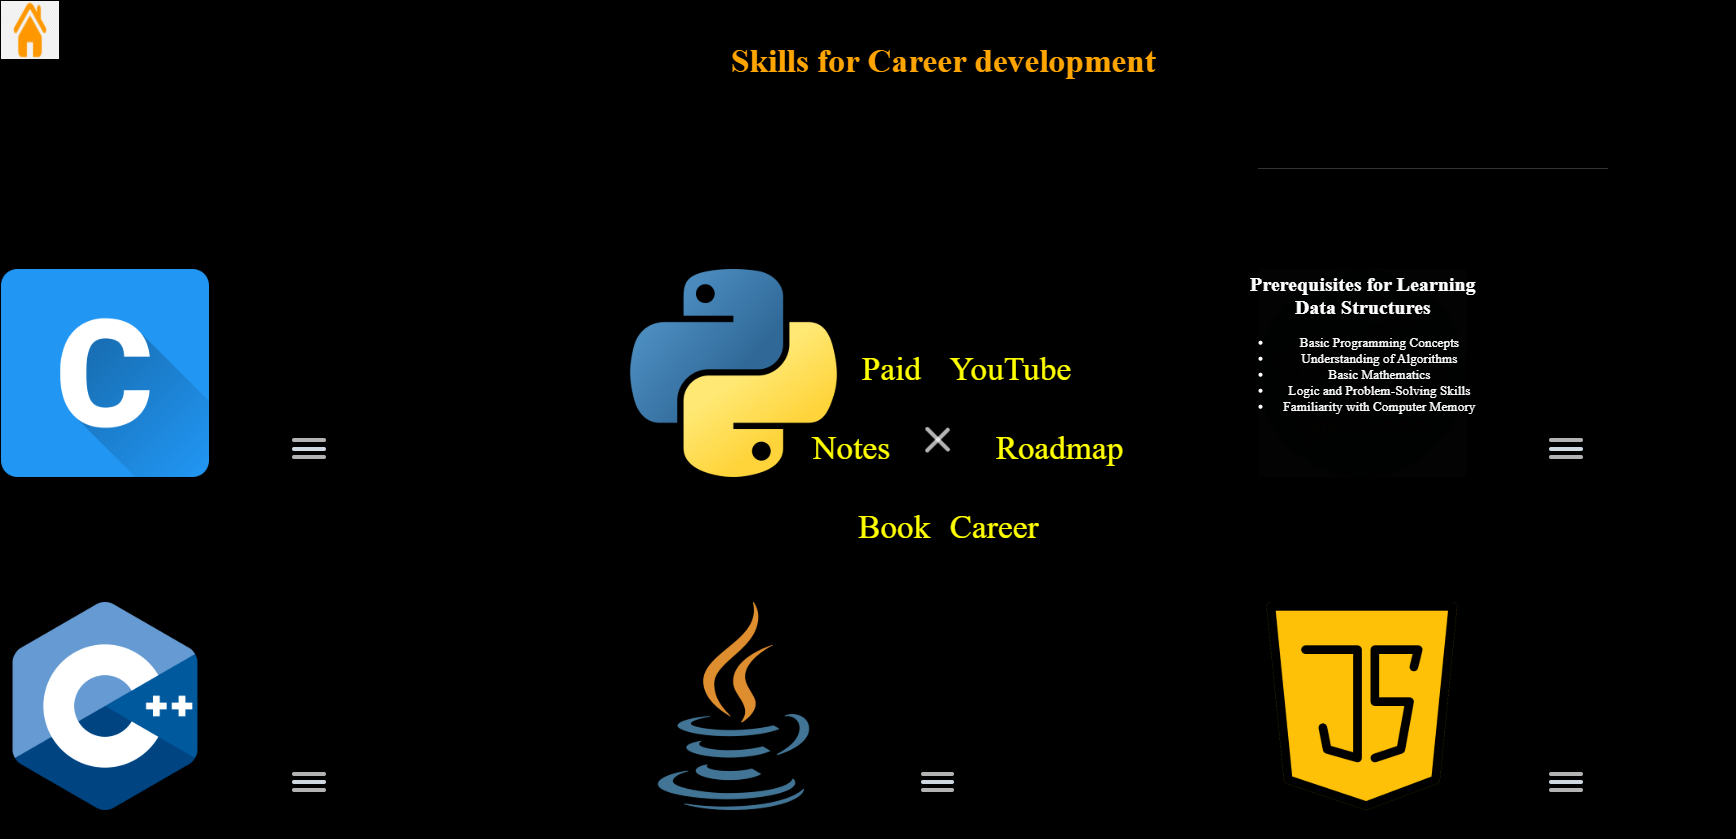 Skills for Career development
C
Paid YouTube
Notes Roadmap
Book Career
Prerequisites for Learning
Data Structures
• Basic Programming Concepts
• Understanding of Algorithms
• Basic Mathematics
• Logic and Problem-Solving Skills
• Familiarity with Computer Memory
C++
JS